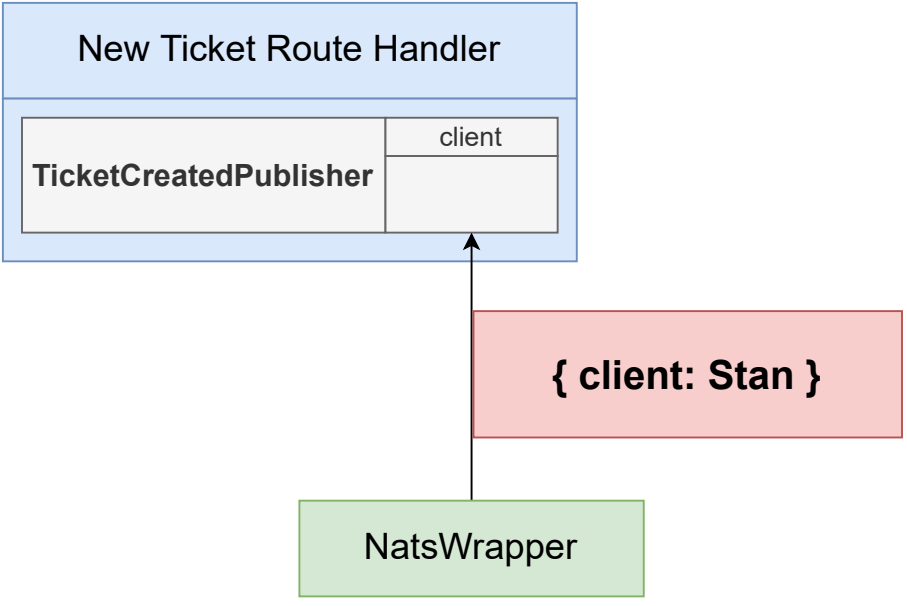 New Ticket Route Handler
client
TicketCreatedPublisher
{ client: Stan }
NatsWrapper